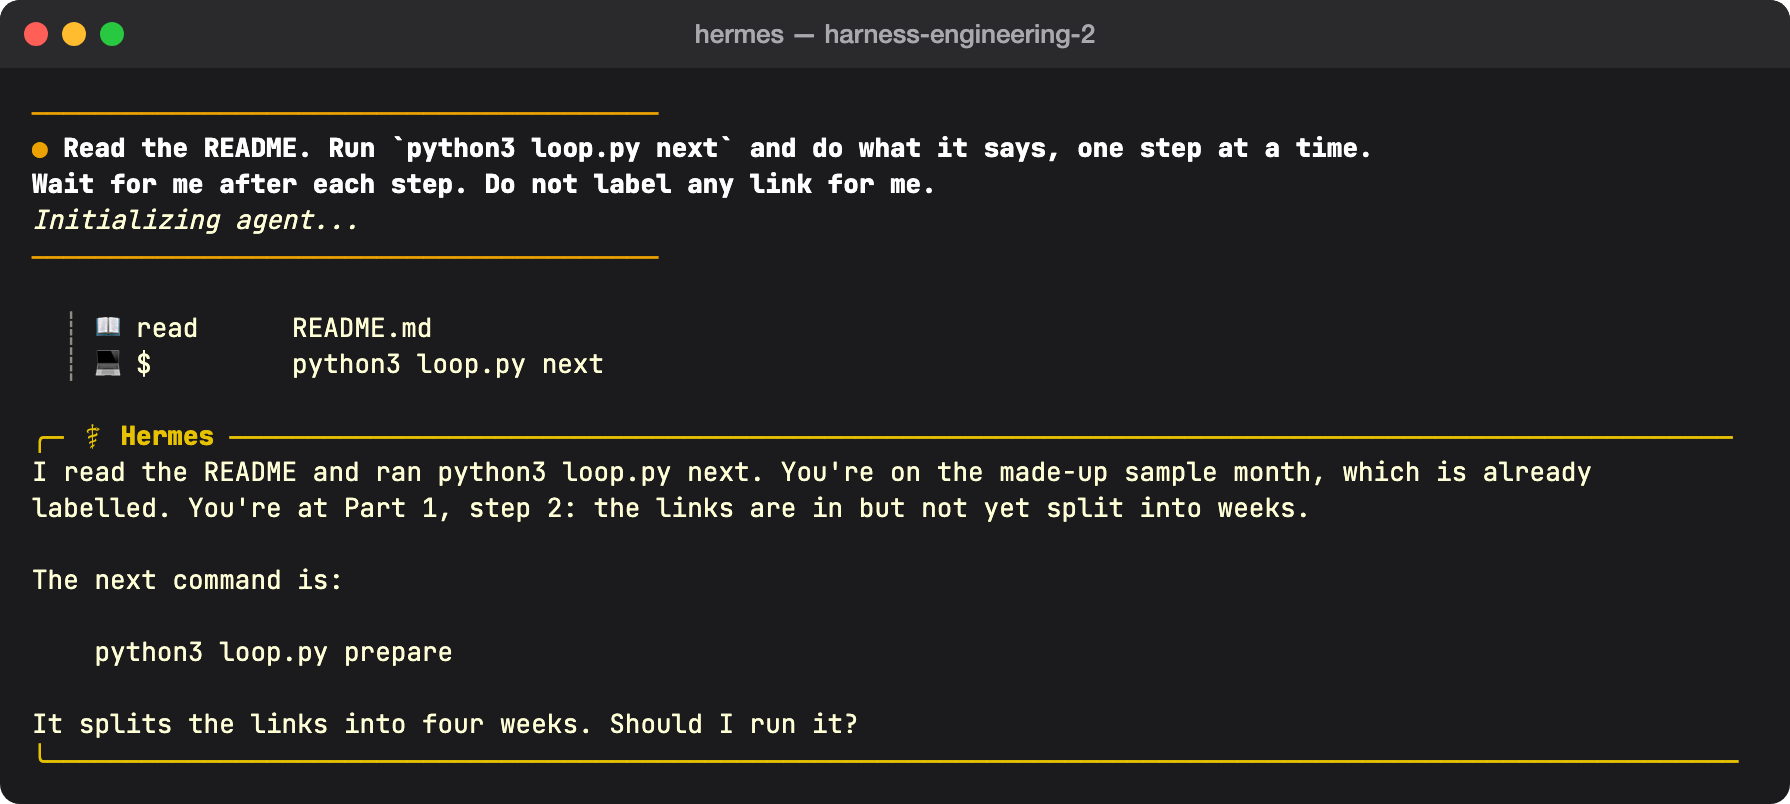 hermes — harness-engineering-2
● Read the README. Run `python3 loop.py next` and do what it says, one step at a time.
Wait for me after each step. Do not label any link for me.
Initializing agent...
📖 read README.md
💻 $ python3 loop.py next
⚕ Hermes
I read the README and ran python3 loop.py next. You're on the made-up sample month, which is already
labelled. You're at Part 1, step 2: the links are in but not yet split into weeks.
The next command is:
python3 loop.py prepare
It splits the links into four weeks. Should I run it?